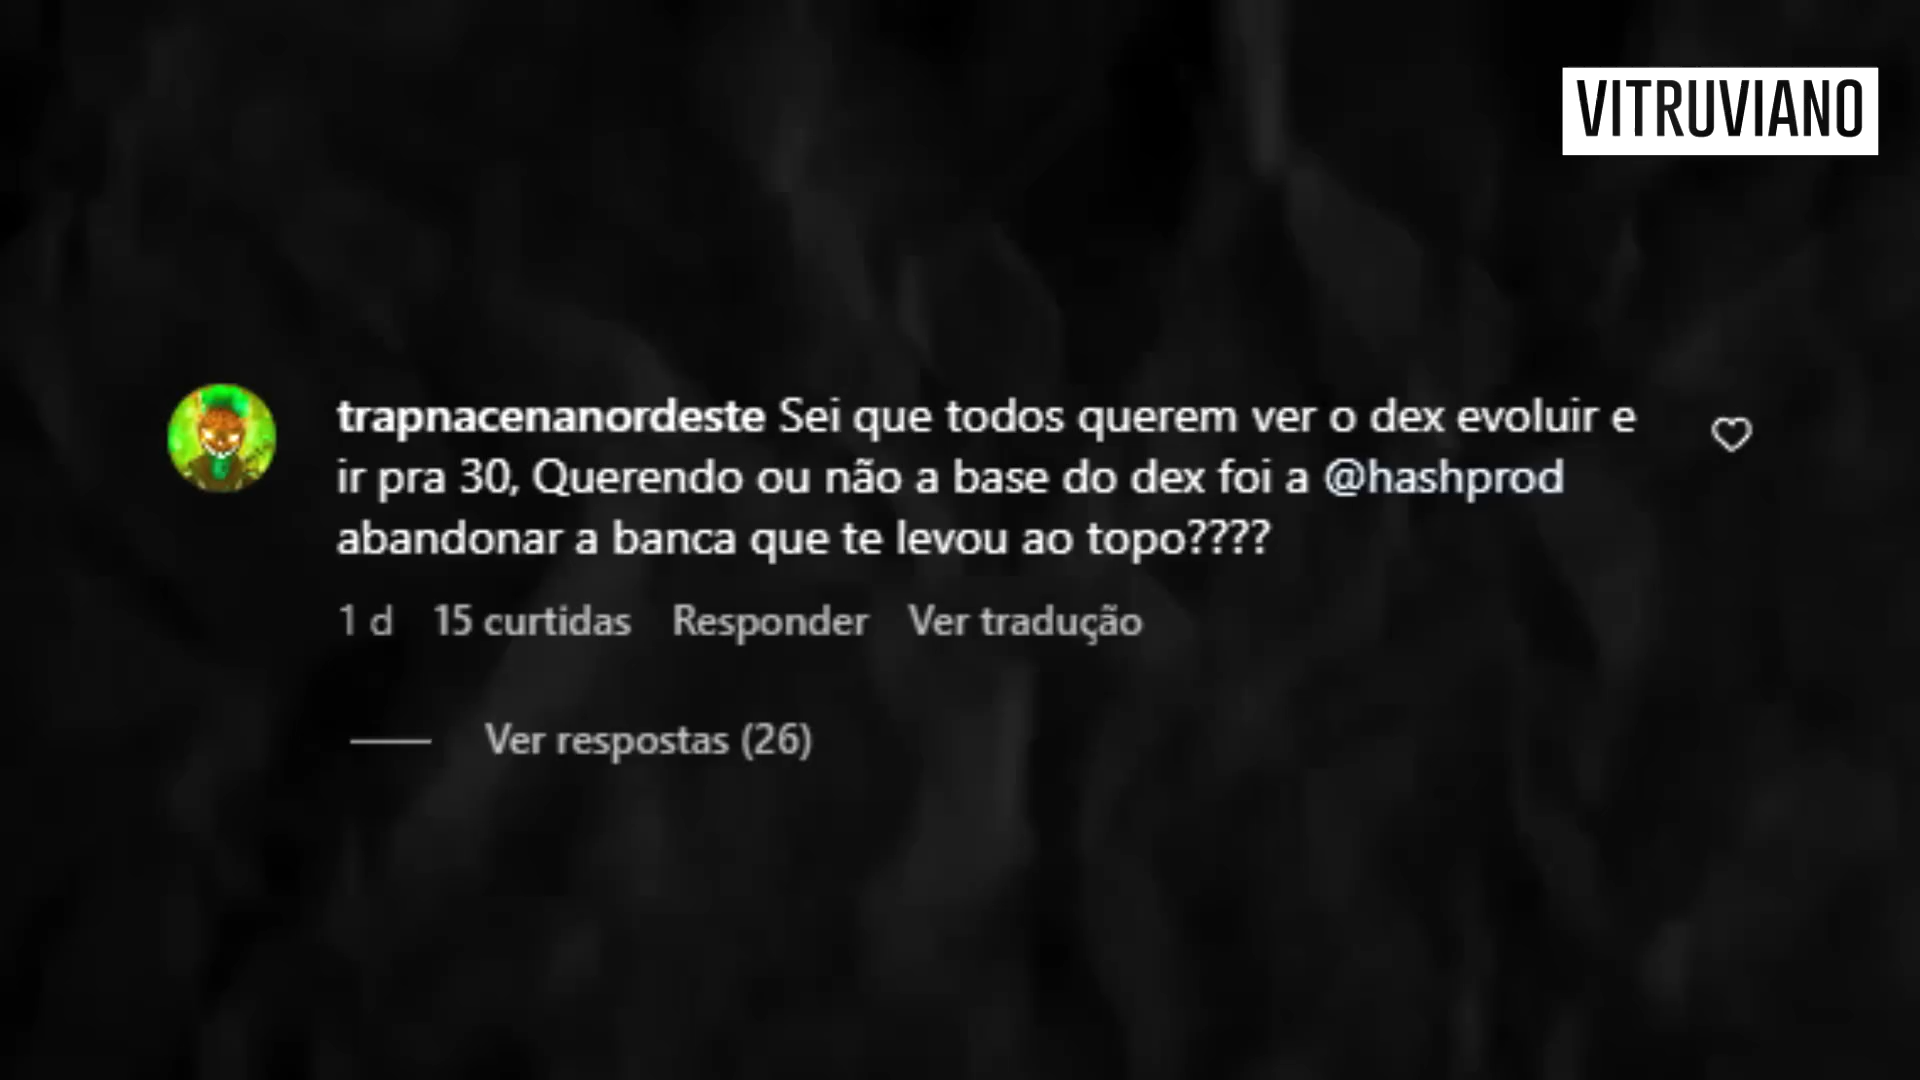 VITRUVIANO
trapnacenanordeste Sei que todos querem ver o dex evoluir e
ir pra 30, Querendo ou não a base do dex foi a @hashprod
abandonar a banca que te levou ao topo????
1 d 15 curtidas Responder Ver tradução
Ver respostas (26)